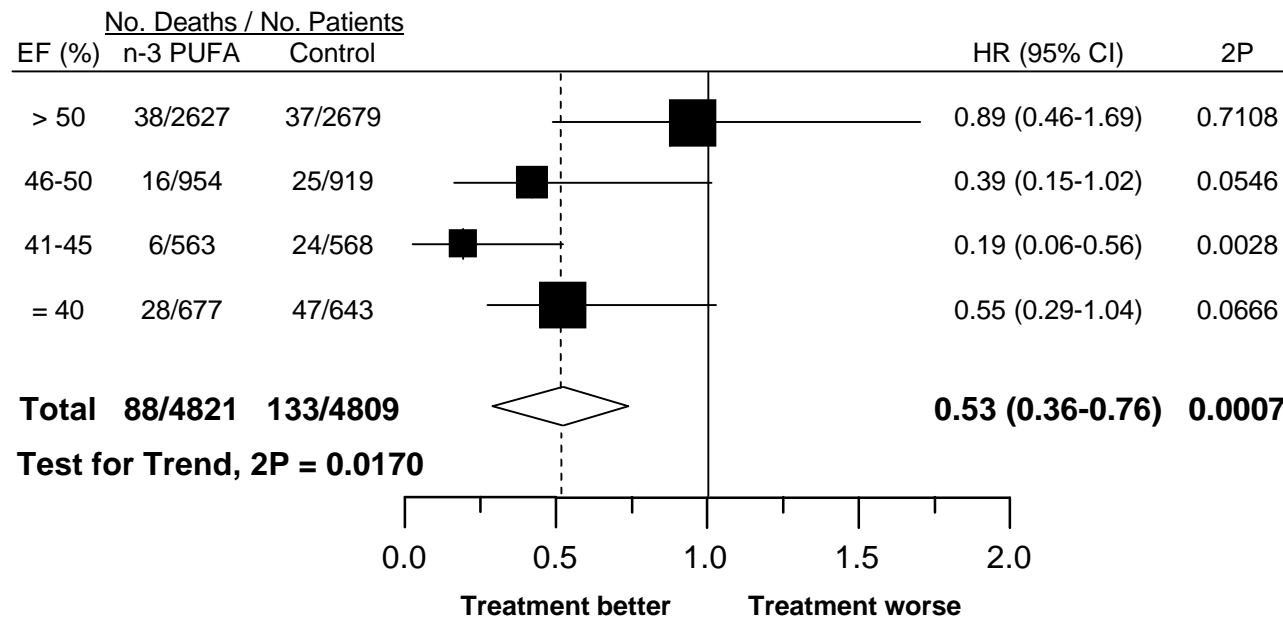 No. Deaths / No. Patients
EF (%) n-3 PUFA Control HR (95% CI) 2P
> 50 38/2627 37/2679 0.89 (0.46-1.69) 0.7108
46-50 16/954 25/919 0.39 (0.15-1.02) 0.0546
41-45 6/563 24/568 0.19 (0.06-0.56) 0.0028
= 40 28/677 47/643 0.55 (0.29-1.04) 0.0666
Total 88/4821 133/4809 0.53 (0.36-0.76) 0.0007
Test for Trend, 2P = 0.0170
0.0 0.5 1.0 1.5 2.0
Treatment better Treatment worse